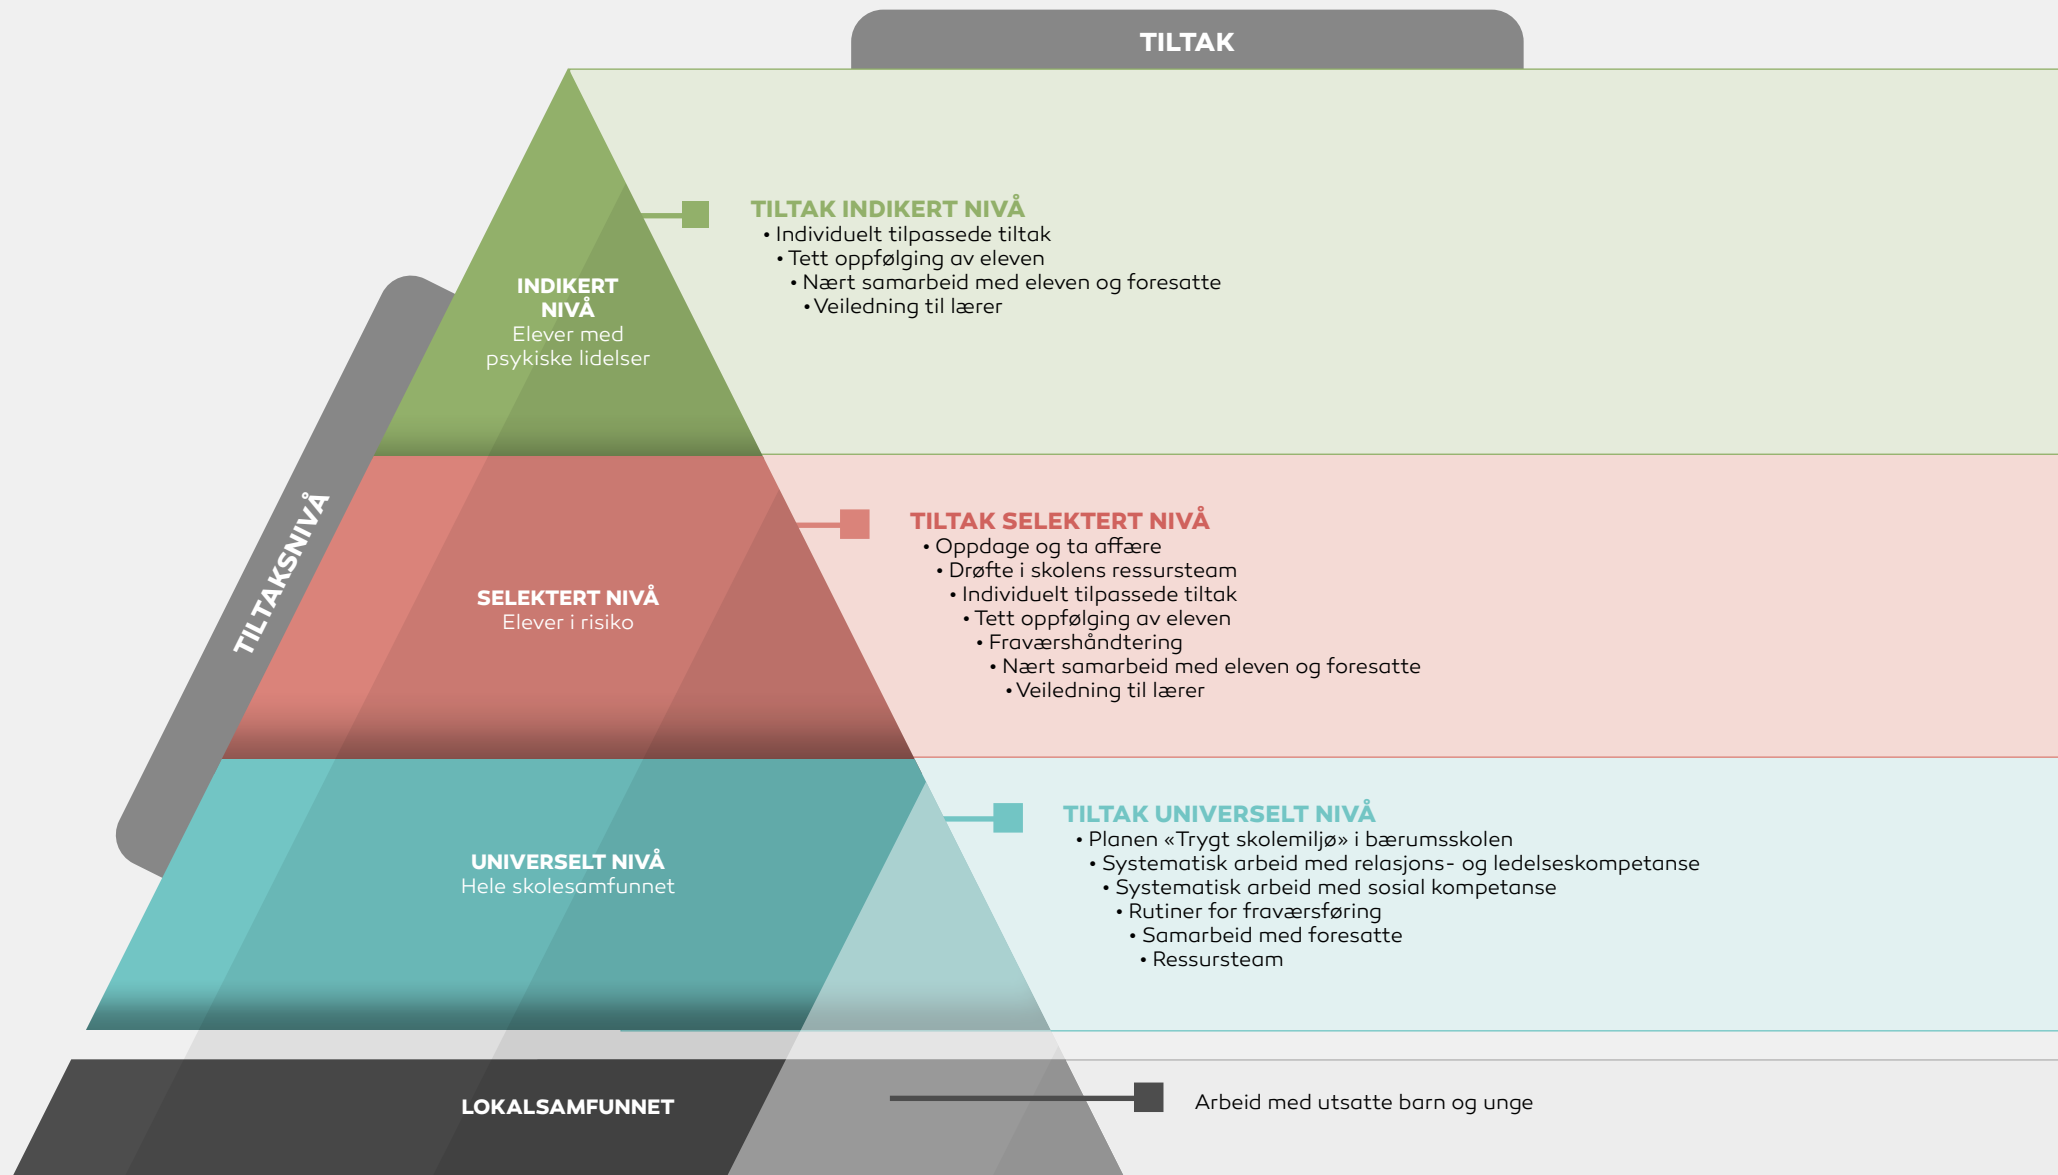 TILTAK
TILTAKSNIVÅ
INDIKERT
NIVÅ
Elever med
psykiske lidelser
TILTAK INDIKERT NIVÅ
• Individuelt tilpassede tiltak
• Tett oppfølging av eleven
• Nært samarbeid med eleven og foresatte
• Veiledning til lærer
SELEKTERT NIVÅ
Elever i risiko
TILTAK SELEKTERT NIVÅ
• Oppdage og ta affære
• Drøfte i skolens ressursteam
• Individuelt tilpassede tiltak
• Tett oppfølging av eleven
• Fraværshåndtering
• Nært samarbeid med eleven og foresatte
• Veiledning til lærer
UNIVERSELT NIVÅ
Hele skolesamfunnet
TILTAK UNIVERSELT NIVÅ
• Planen «Trygt skolemiljø» i bærumsskolen
• Systematisk arbeid med relasjons- og ledelseskompetanse
• Systematisk arbeid med sosial kompetanse
• Rutiner for fraværsføring
• Samarbeid med foresatte
• Ressursteam
LOKALSAMFUNNET
Arbeid med utsatte barn og unge